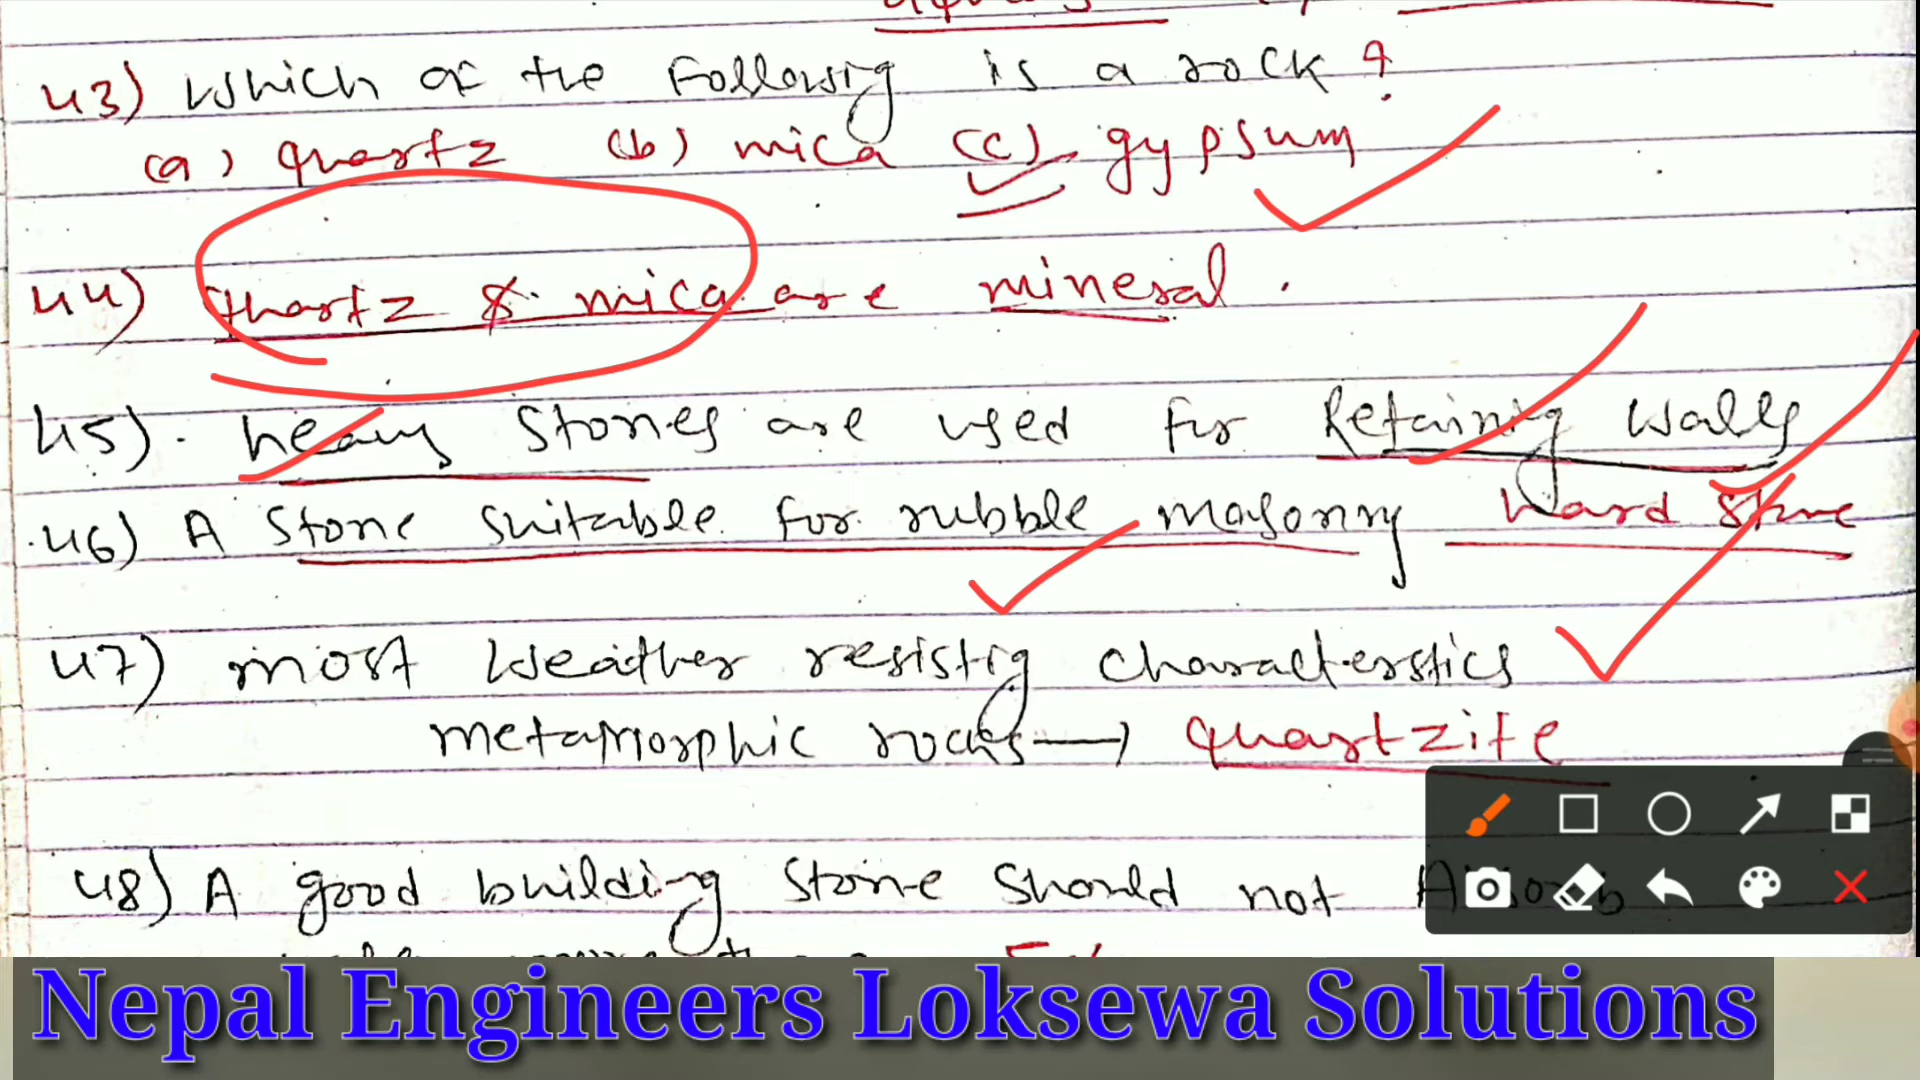 43) Which of the following is a rock?
(a) quartz (b) mica (c) gypsum
44) quartz & mica are mineral.
45). heavy stones are used for Retaining walls
46) A stone suitable for rubble masonry hard stone
47) most weather resisting characterstics
metamorphic rocks → quartzite
48) A good building stone should not Absorb
Nepal Engineers Loksewa Solutions